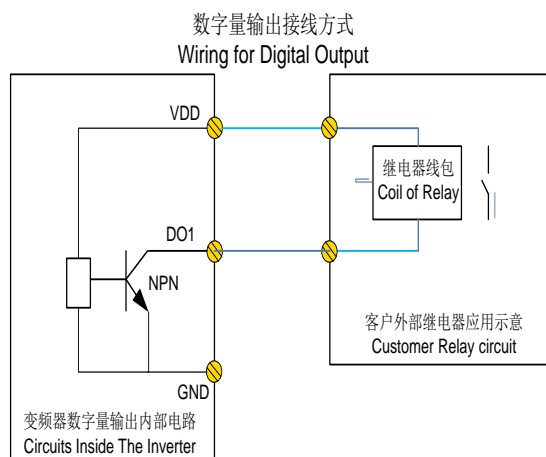 数字量输出接线方式
Wiring for Digital Output
VDD
继电器线包
Coil of Relay
DO1
NPN
客户外部继电器应用示意
Customer Relay circuit
GND
变频器数字量输出内部电路
Circuits Inside The Inverter